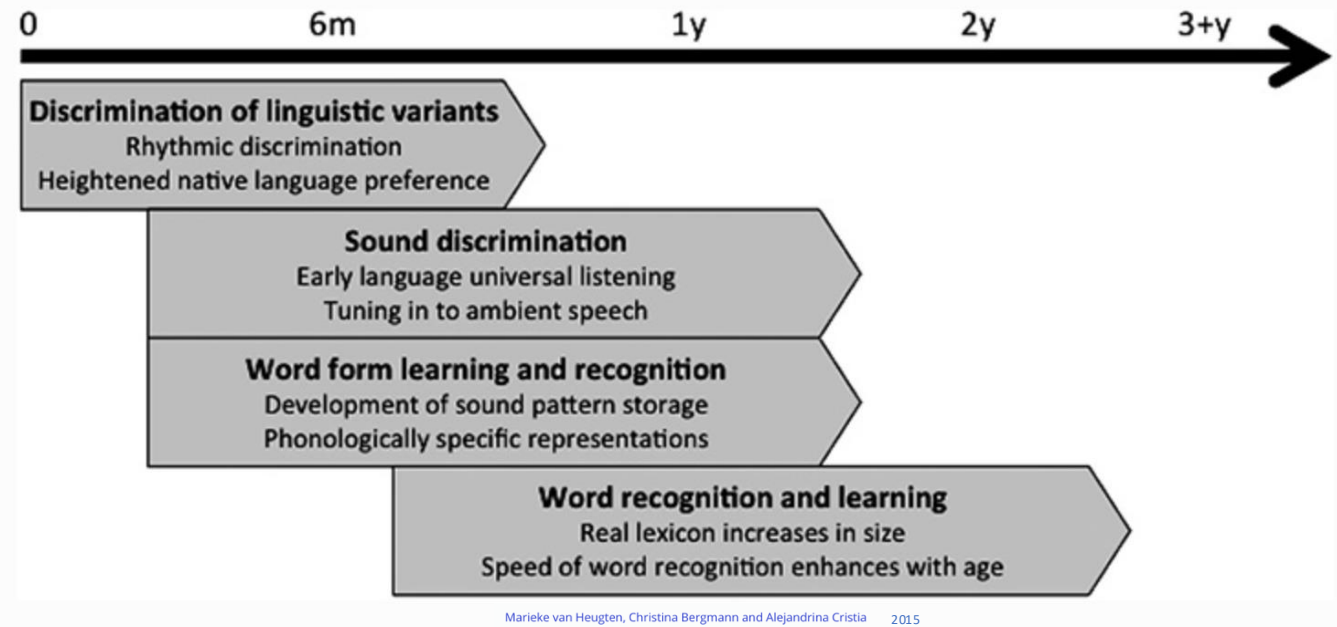 0 6m 1y 2y 3+y
Discrimination of linguistic variants
Rhythmic discrimination
Heightened native language preference
Sound discrimination
Early language universal listening
Tuning in to ambient speech
Word form learning and recognition
Development of sound pattern storage
Phonologically specific representations
Word recognition and learning
Real lexicon increases in size
Speed of word recognition enhances with age
Marieke van Heugten, Christina Bergmann and Alejandrina Cristia 2015